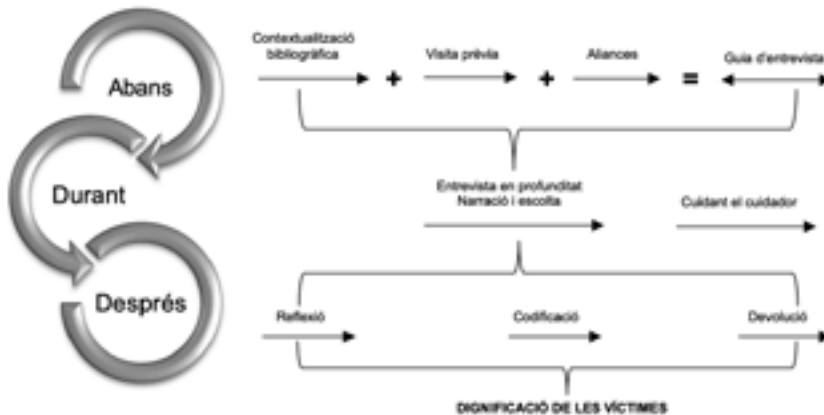 Abans
Contextualització
bibliogràfica
+
Visita prèvia
+
Aliances
=
Guia d'entrevista
Durant
Entrevista en profunditat
Narració i escolta
Cuidant el cuidador
Després
Reflexió
Codificació
Devolució
DIGNIFICACIÓ DE LES VÍCTIMES